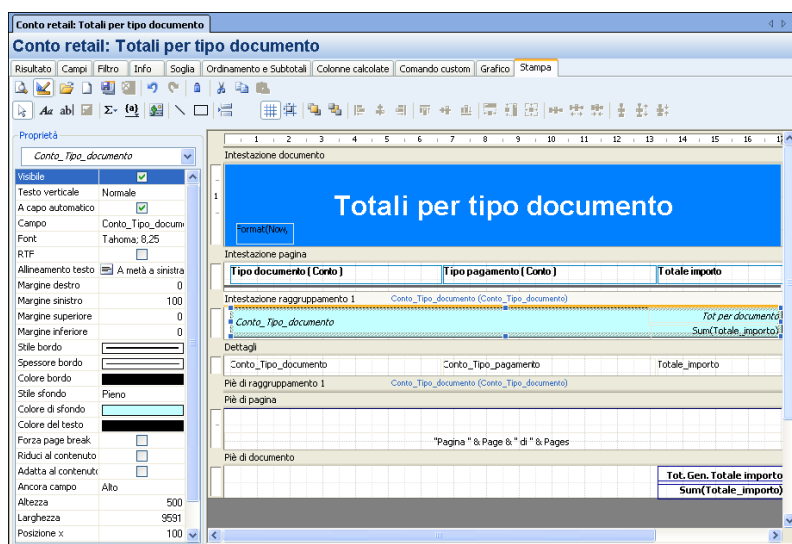 Conto retail: Totali per tipo documento
Conto retail: Totali per tipo documento
Risultato Campi Filtro Info Soglia Ordinamento e Subtotali Colonne calcolate Comando custom Grafico Stampa
Aa ab
Proprietà
Conto_Tipo_documento
Visibile
Testo verticale Normale
A capo automatico
Campo Conto_Tipo_docum
Font Tahoma; 8,25
RTF
Allineamento testo A metà a sinistra
Margine destro 0
Margine sinistro 100
Margine superiore 0
Margine inferiore 0
Stile bordo
Spessore bordo
Colore bordo
Stile sfondo Pieno
Colore di sfondo
Colore del testo
Forza page break
Riduci al contenuto
Adatta al contenut
Ancora campo Alto
Altezza 500
Larghezza 9591
Posizione x 100
1 2 3 4 5 6 7 8 9 10 11 12 13 14 15 16
Intestazione documento
1
Totali per tipo documento
Format(Now,
Intestazione pagina
Tipo documento ( Conto ) Tipo pagamento ( Conto ) Totale importo
Intestazione raggruppamento 1 Conto_Tipo_documento (Conto_Tipo_documento)
Conto_Tipo_documento Tot per documento
Sum(Totale_importo)
Dettagli
Conto_Tipo_documento Conto_Tipo_pagamento Totale_importo
Piè di raggruppamento 1 Conto_Tipo_documento (Conto_Tipo_documento)
Piè di pagina
"Pagina " & Page & " di " & Pages
Piè di documento
Tot. Gen. Totale importo
Sum(Totale_importo)